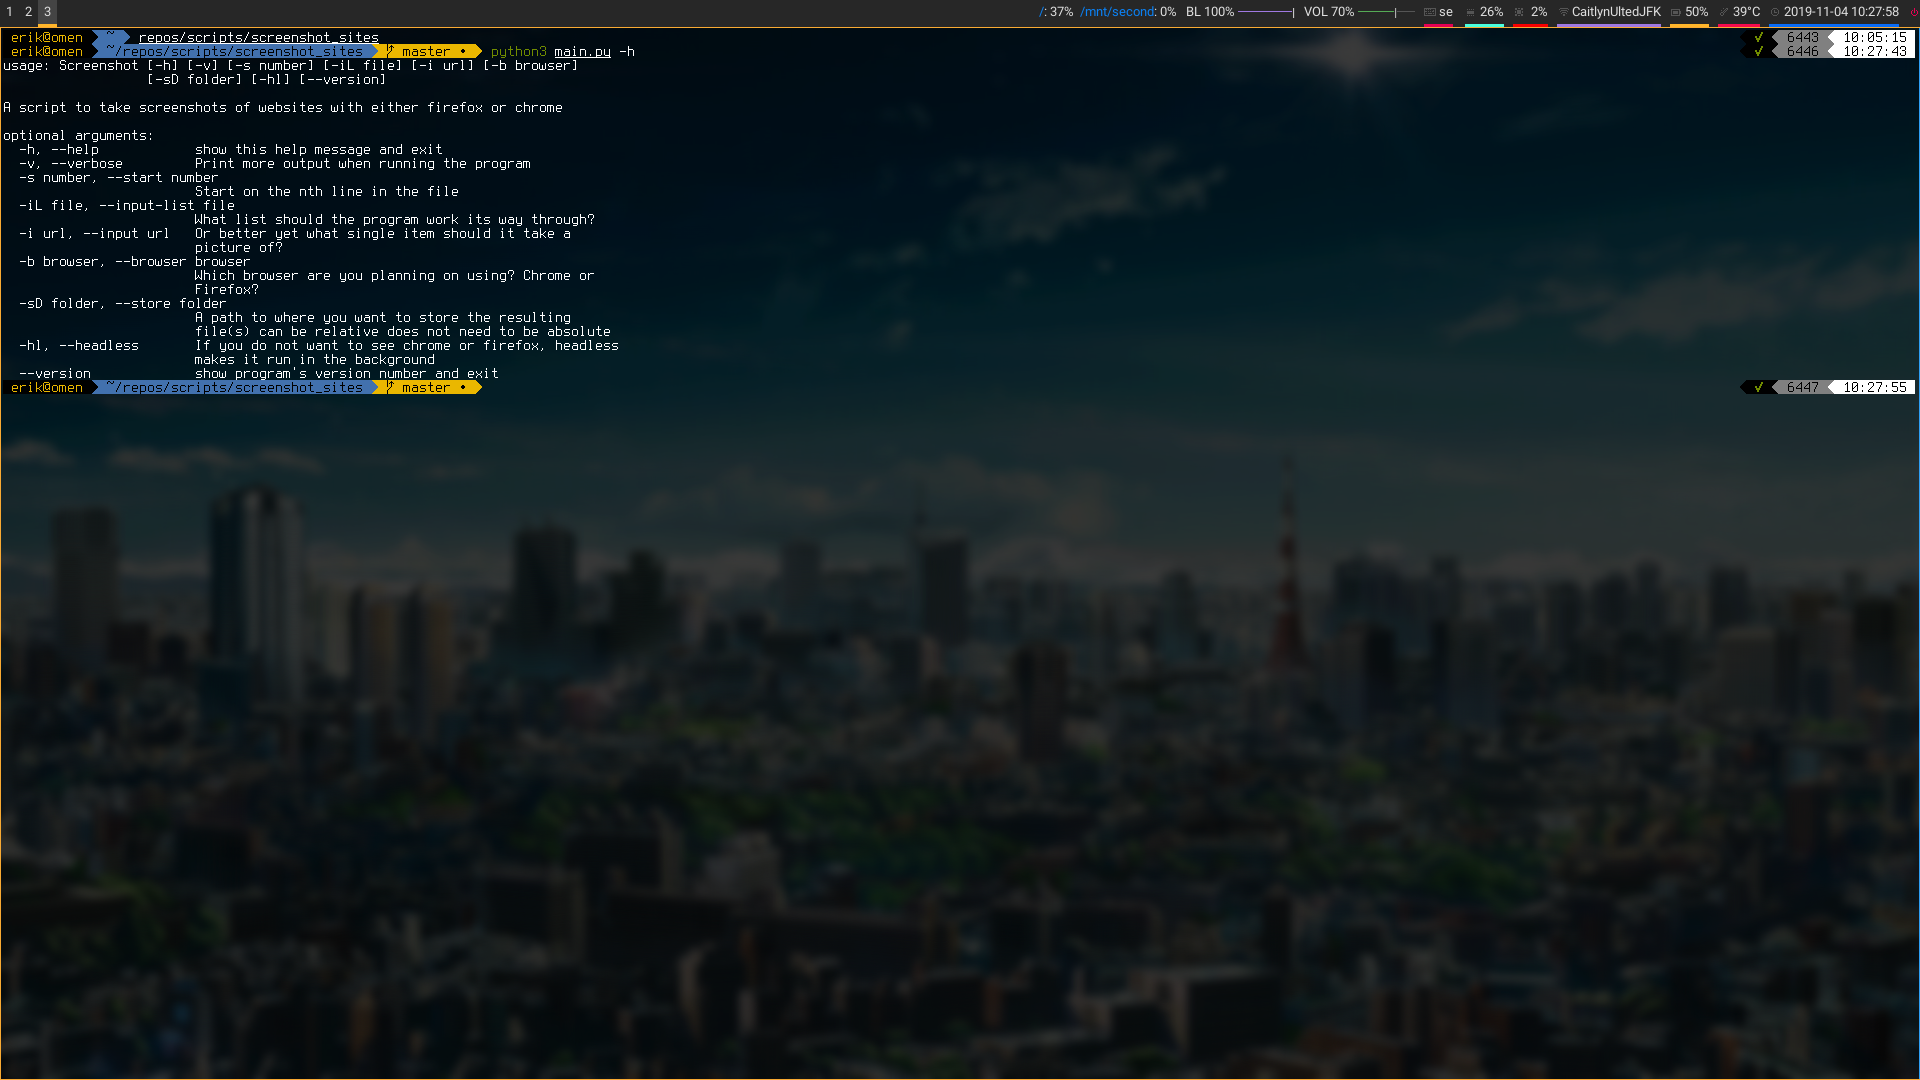 1 2 3 /: 37% /mnt/second: 0% BL 100% VOL 70% se 26% 2% CaitlynUltedJFK 50% 39°C 2019-11-04 10:27:58
erik@omen ~ repos/scripts/screenshot_sites ✓ 6443 10:05:15
erik@omen ~/repos/scripts/screenshot_sites master • python3 main.py -h ✓ 6446 10:27:43
usage: Screenshot [-h] [-v] [-s number] [-iL file] [-i url] [-b browser]
[-sD folder] [-hl] [--version]
A script to take screenshots of websites with either firefox or chrome
optional arguments:
-h, --help show this help message and exit
-v, --verbose Print more output when running the program
-s number, --start number
Start on the nth line in the file
-iL file, --input-list file
What list should the program work its way through?
-i url, --input url Or better yet what single item should it take a
picture of?
-b browser, --browser browser
Which browser are you planning on using? Chrome or
Firefox?
-sD folder, --store folder
A path to where you want to store the resulting
file(s) can be relative does not need to be absolute
-hl, --headless If you do not want to see chrome or firefox, headless
makes it run in the background
--version show program's version number and exit
erik@omen ~/repos/scripts/screenshot_sites master • ✓ 6447 10:27:55